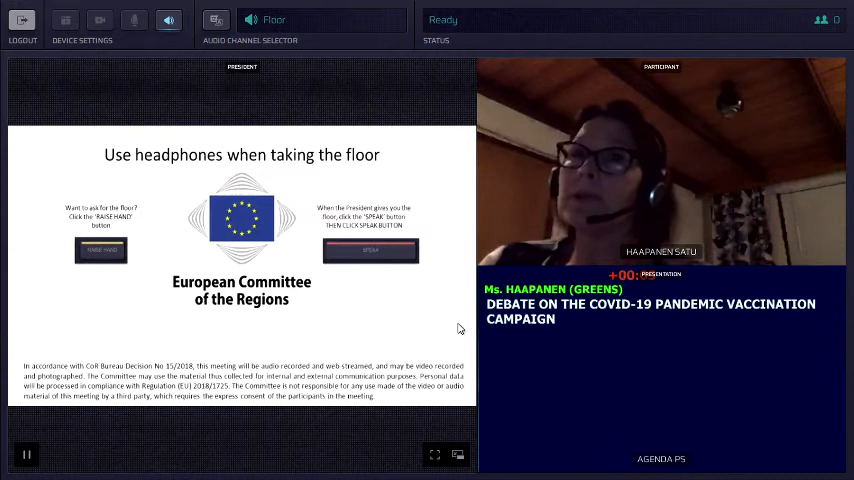 LOGOUT
DEVICE SETTINGS
Floor
AUDIO CHANNEL SELECTOR
Ready
0
STATUS
PRESIDENT
Use headphones when taking the floor
Want to ask for the floor?
Click the 'RAISE HAND'
button
RAISE HAND
When the President gives you the
floor, click the 'SPEAK' button
THEN CLICK SPEAK BUTTON
SPEAK
European Committee
of the Regions
In accordance with CoR Bureau Decision No 15/2018, this meeting will be audio recorded and web-streamed, and may be video recorded
and photographed. The Committee may use the material thus collected for internal and external communication purposes. Personal data
will be processed in compliance with Regulation (EU) 2018/1725. The Committee is not responsible for any use made of the video or audio
material of this meeting by a third party, which requires the express consent of the participants in the meeting.
PARTICIPANT
HAAPANEN SATU
PRESENTATION
Ms. HAAPANEN (GREENS)
DEBATE ON THE COVID-19 PANDEMIC VACCINATION
CAMPAIGN
AGENDA PS